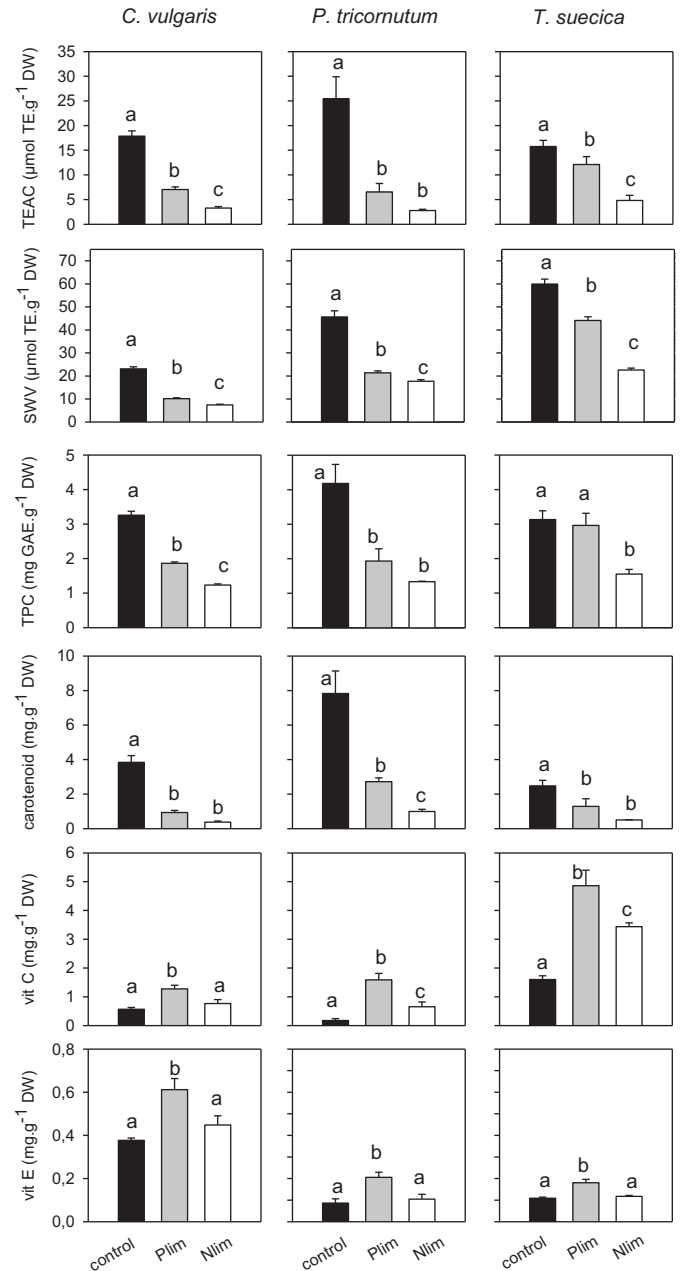 C. vulgaris P. tricornutum T. suecica
TEAC (µmol TE.g⁻¹ DW)
35
30
25
20
15
10
5
0
a b c
a b b
a b c
SWV (µmol TE.g⁻¹ DW)
70
60
50
40
30
20
10
0
a b c
a b c
a b c
TPC (mg GAE.g⁻¹ DW)
5
4
3
2
1
0
a b c
a b b
a a b
carotenoid (mg.g⁻¹ DW)
10
8
6
4
2
0
a b b
a b c
a b b
vit C (mg.g⁻¹ DW)
6
5
4
3
2
1
0
a b a
a b c
a b c
vit E (mg.g⁻¹ DW)
0,8
0,6
0,4
0,2
0,0
a b a
a b a
a b a
control Plim Nlim control Plim Nlim control Plim Nlim